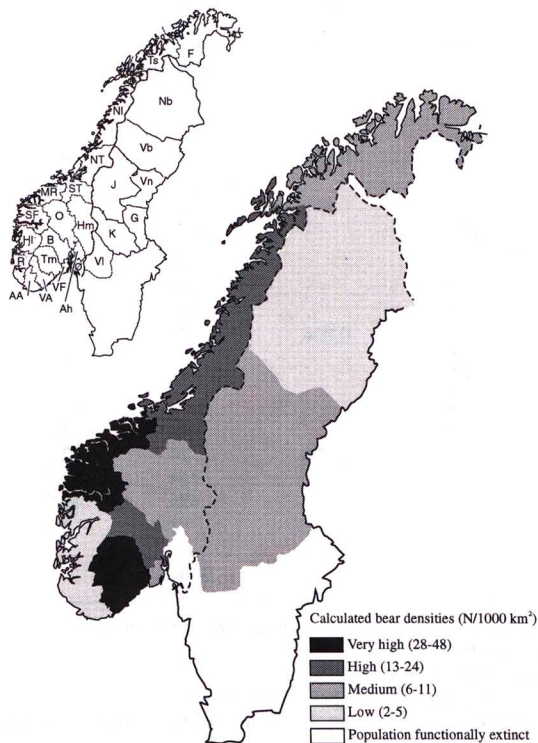 F
Ts
Nb
Nl
Vb
NT
J
Vn
MR
ST
SF
O
Hm
G
Hl
B
K
R
Tm
Ø
Vl
AA
VA
VF
Ah
Calculated bear densities (N/1000 km²)
Very high (28-48)
High (13-24)
Medium (6-11)
Low (2-5)
Population functionally extinct